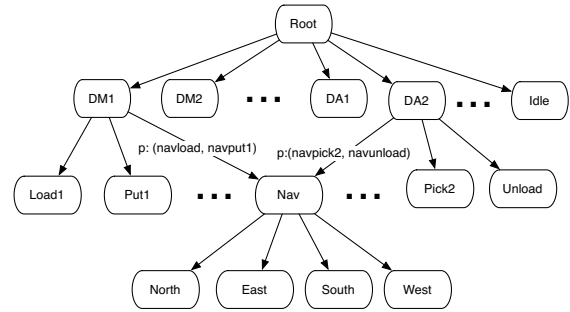 Root
DM1
DM2
DA1
DA2
Idle
p: (navload, navput1)
p:(navpick2, navunload)
Load1
Put1
Nav
Pick2
Unload
North
East
South
West